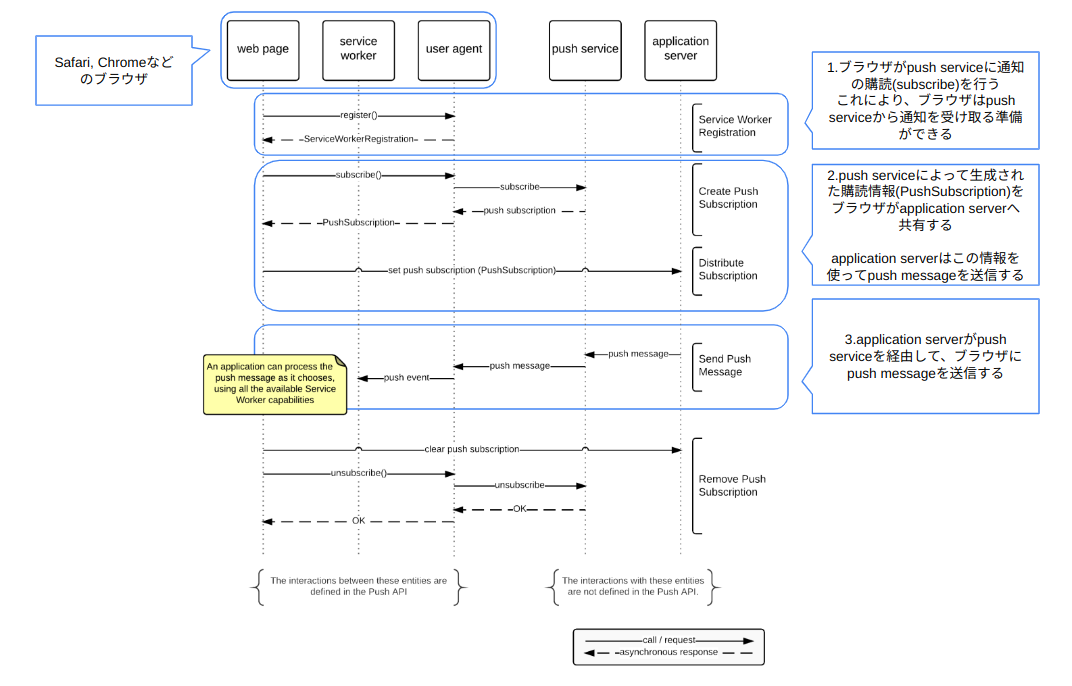 Safari, Chromeなど
のブラウザ
web page
service
worker
user agent
push service
application
server
1.ブラウザがpush serviceに通知
の購読(subscribe)を行う
これにより、ブラウザはpush
serviceから通知を受け取る準備
ができる
register()
ServiceWorkerRegistration
Service Worker
Registration
subscribe()
subscribe
push subscription
PushSubscription
Create Push
Subscription
2.push serviceによって生成され
た購読情報(PushSubscription)を
ブラウザがapplication serverへ
共有する
application serverはこの情報を
使ってpush messageを送信する
set push subscription (PushSubscription)
Distribute
Subscription
push message
push message
push event
Send Push
Message
3.application serverがpush
serviceを経由して、ブラウザに
push messageを送信する
An application can process the
push message as it chooses,
using all the available Service
Worker capabilities
clear push subscription
unsubscribe()
unsubscribe
OK
OK
Remove Push
Subscription
The interactions between these entities are
defined in the Push API
The interactions with these entities
are not defined in the Push API.
call / request
asynchronous response